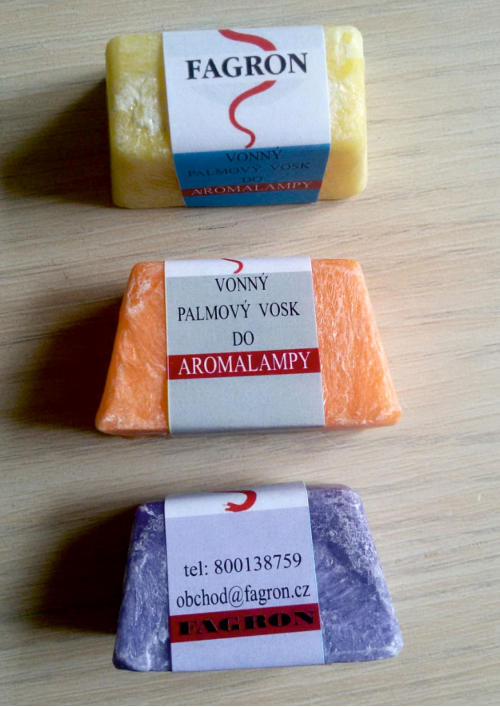 FAGRON
VONNÝ
PALMOVÝ VOSK
DO
AROMALAMPY
VONNÝ
PALMOVÝ VOSK
DO
AROMALAMPY
tel: 800138759
obchod@fagron.cz
FAGRON